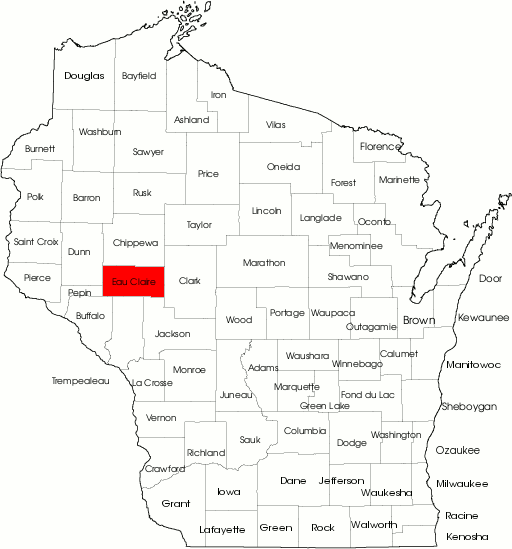 Douglas
Bayfield
Iron
Ashland
Vilas
Washburn
Burnett
Sawyer
Florence
Price
Oneida
Forest
Marinette
Polk
Barron
Rusk
Lincoln
Langlade
Taylor
Oconto
Saint Croix
Dunn
Chippewa
Menominee
Marathon
Pierce
Eau Claire
Clark
Shawano
Door
Pepin
Buffalo
Wood
Portage
Waupaca
Outagamie
Brown
Kewaunee
Jackson
Waushara
Calumet
Winnebago
Manitowoc
Trempealeau
La Crosse
Monroe
Adams
Juneau
Marquette
Green Lake
Fond du Lac
Sheboygan
Vernon
Richland
Sauk
Columbia
Dodge
Washington
Ozaukee
Crawford
Grant
Iowa
Dane
Jefferson
Waukesha
Milwaukee
Lafayette
Green
Rock
Walworth
Racine
Kenosha